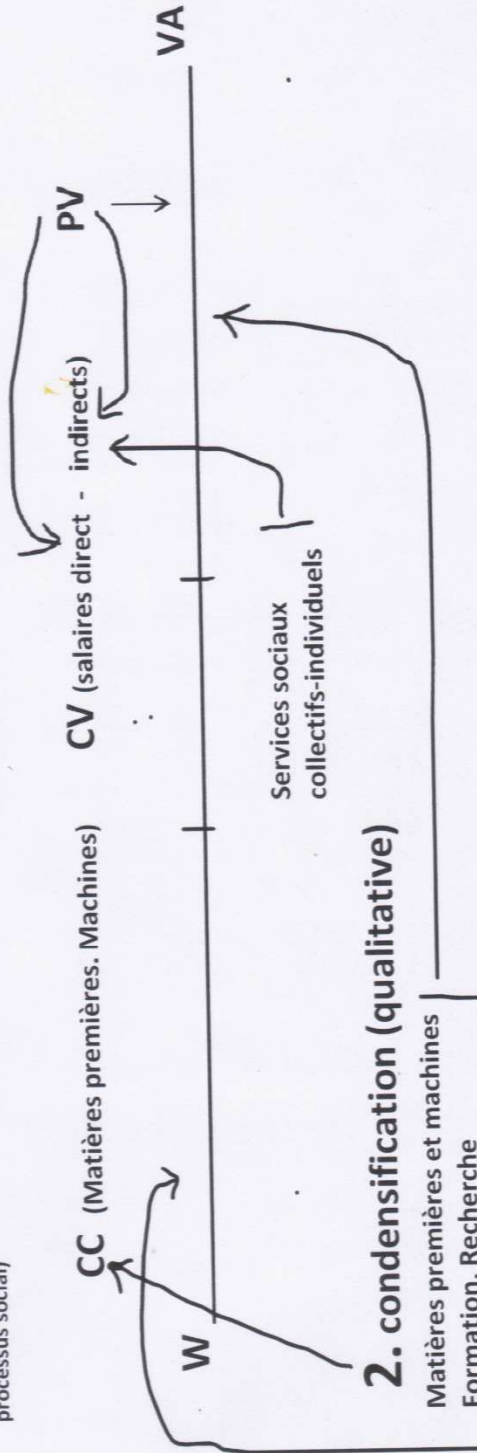 processus social)
CC (Matières premières. Machines)
CV (salaires direct - indirects)
PV
W
VA
Services sociaux
collectifs-individuels
2. condensification (qualitative)
Matières premières et machines
Formation. Recherche